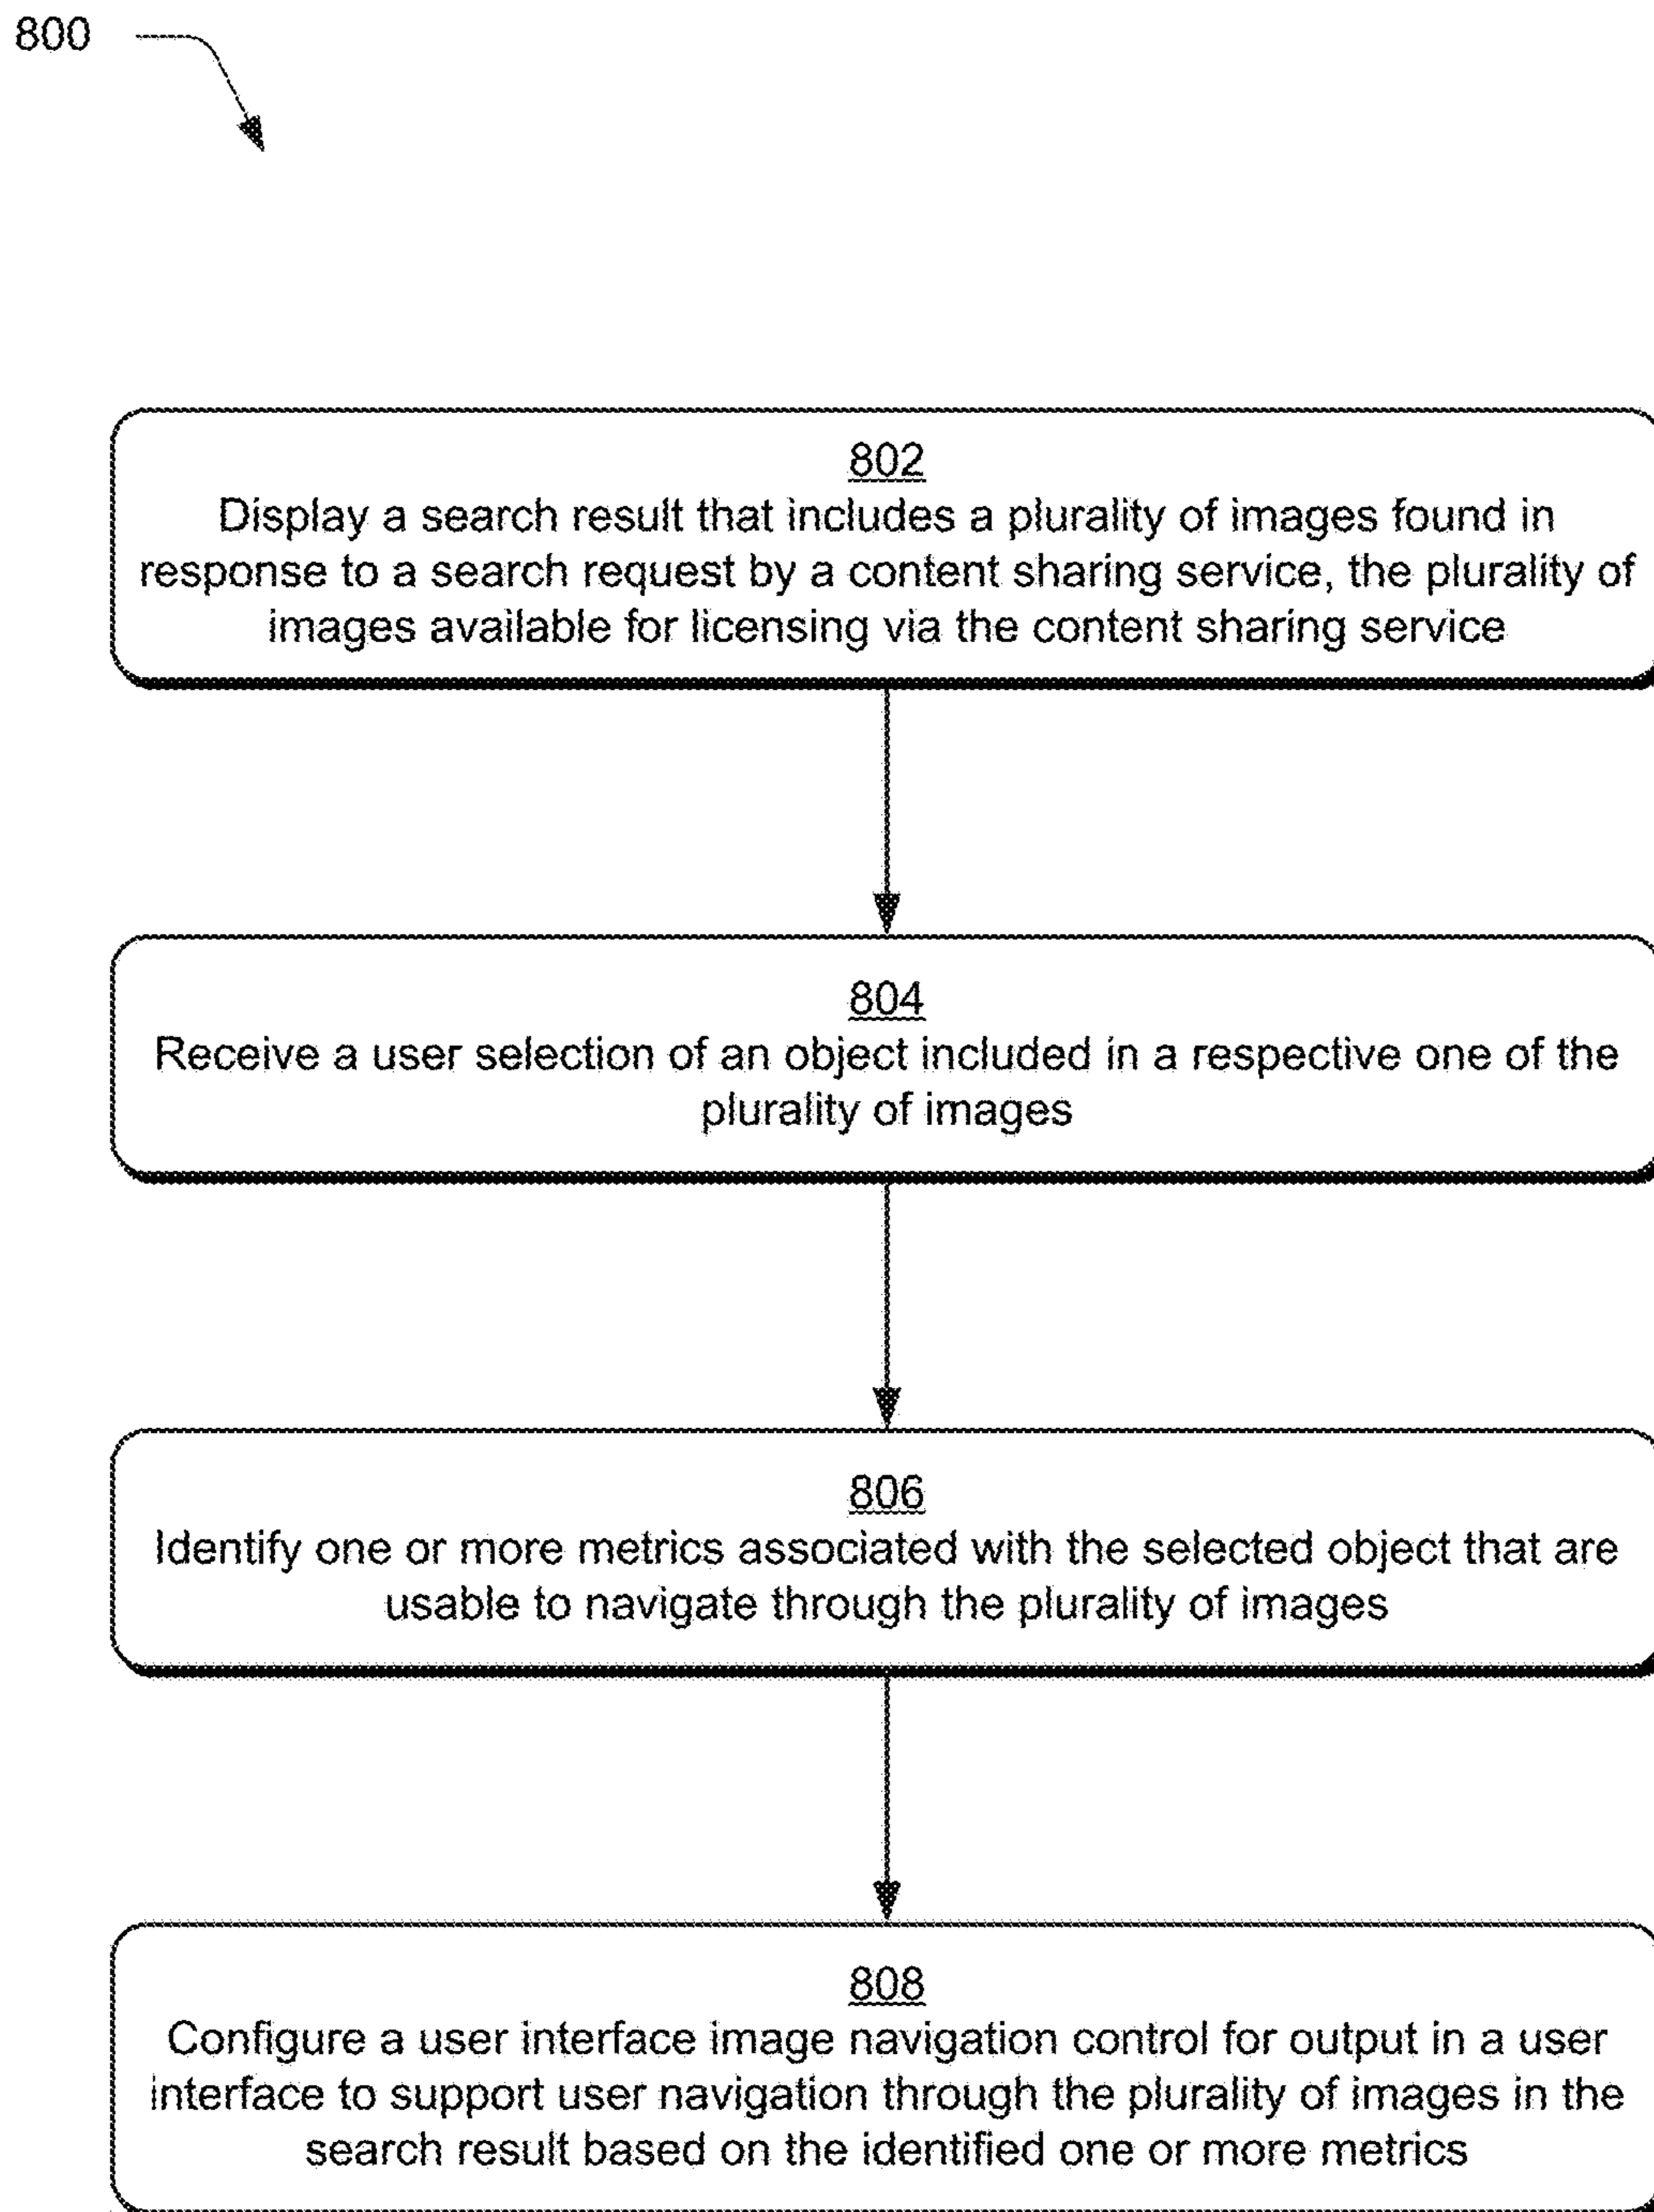 800
802
Display a search result that includes a plurality of images found in
response to a search request by a content sharing service, the plurality of
images available for licensing via the content sharing service
804
Receive a user selection of an object included in a respective one of the
plurality of images
806
Identify one or more metrics associated with the selected object that are
usable to navigate through the plurality of images
808
Configure a user interface image navigation control for output in a user
interface to support user navigation through the plurality of images in the
search result based on the identified one or more metrics